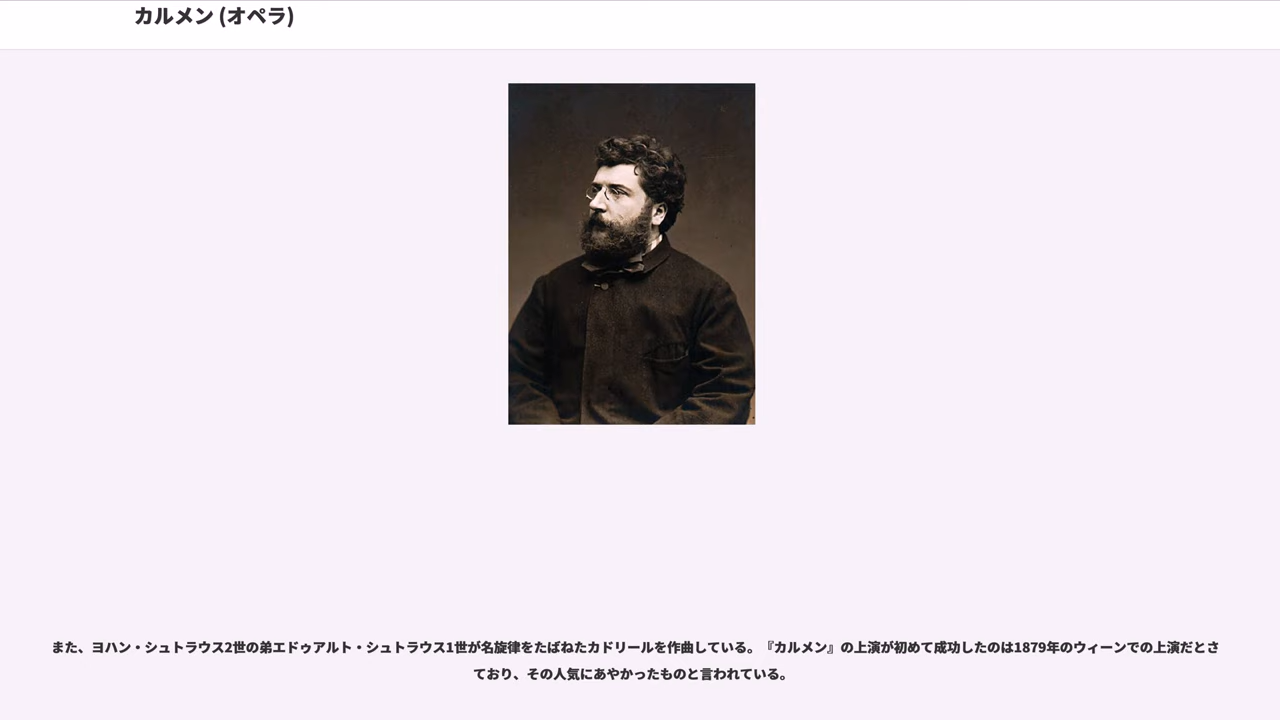 カルメン (オペラ)
また、ヨハン・シュトラウス2世の弟エドゥアルト・シュトラウス1世が名旋律をたばねたカドリールを作曲している。『カルメン』の上演が初めて成功したのは1879年のウィーンでの上演だとさ
ており、その人気にあやかったものと言われている。